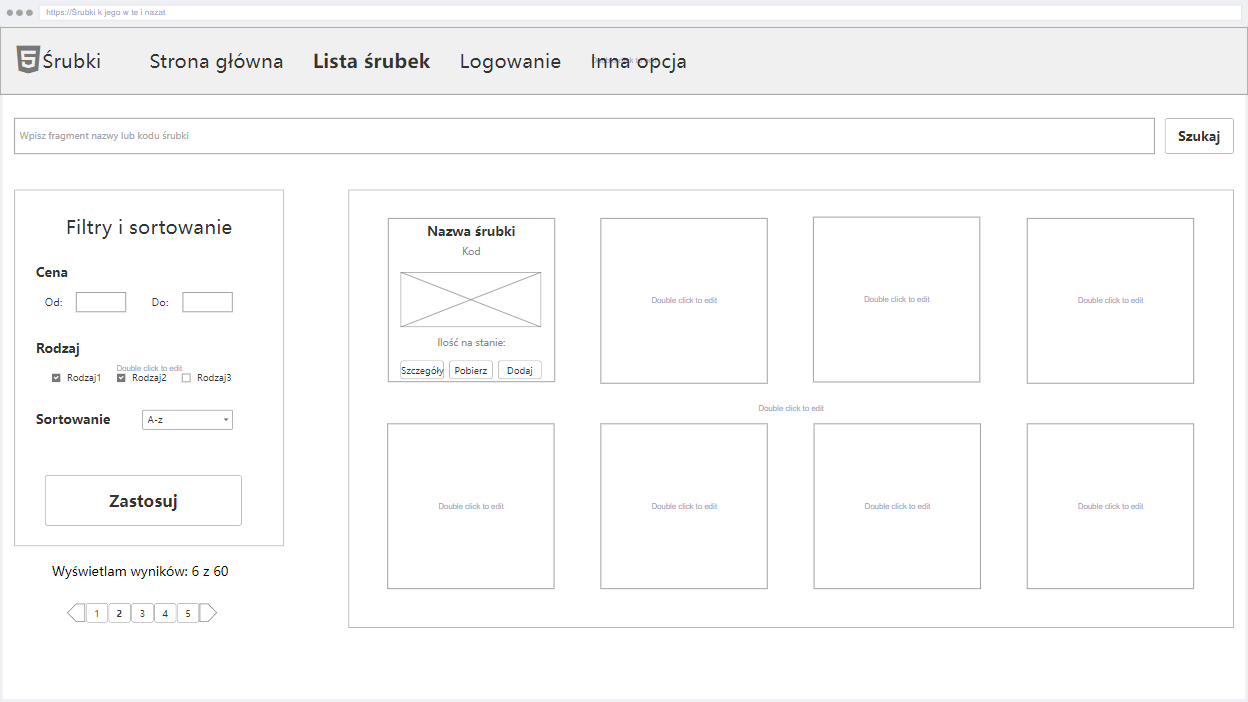 https://Śrubki k jego w te i nazat
Śrubki Strona główna Lista śrubek Logowanie Inna opcja
Wpisz fragment nazwy lub kodu śrubki
Szukaj
Filtry i sortowanie
Cena
Od: Do:
Rodzaj
Double click to edit
Rodzaj1 Rodzaj2 Rodzaj3
Sortowanie A-z
Zastosuj
Wyświetlam wyników: 6 z 60
1 2 3 4 5
Nazwa śrubki
Kod
Ilość na stanie:
Szczegóły Pobierz Dodaj
Double click to edit
Double click to edit
Double click to edit
Double click to edit
Double click to edit
Double click to edit
Double click to edit
Double click to edit